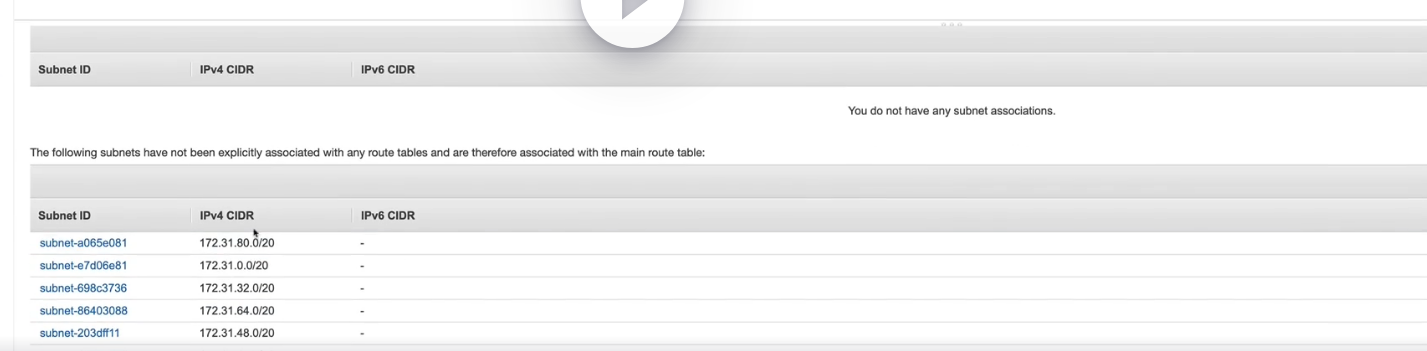 Subnet ID IPv4 CIDR IPv6 CIDR
You do not have any subnet associations.
The following subnets have not been explicitly associated with any route tables and are therefore associated with the main route table:
Subnet ID IPv4 CIDR IPv6 CIDR
subnet-a065e081 172.31.80.0/20 -
subnet-e7d06e81 172.31.0.0/20 -
subnet-698c3736 172.31.32.0/20 -
subnet-86403088 172.31.64.0/20 -
subnet-203dff11 172.31.48.0/20 -